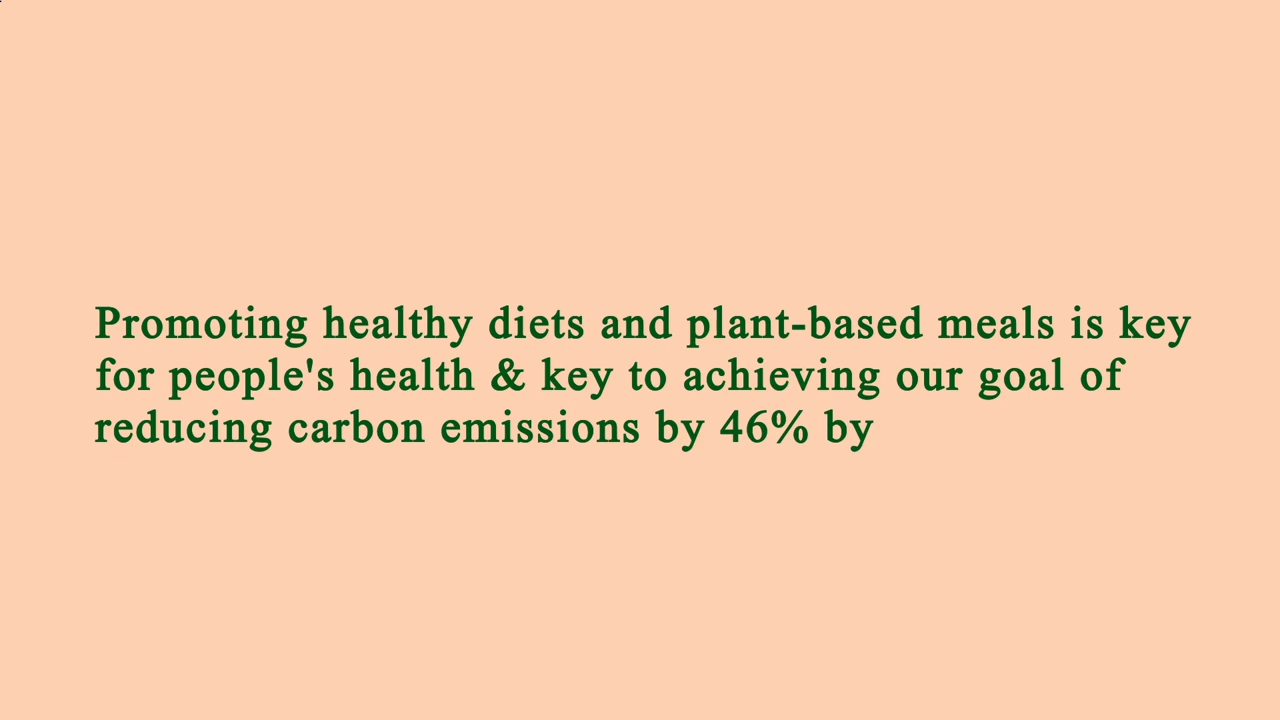 Promoting healthy diets and plant-based meals is key
for people's health & key to achieving our goal of
reducing carbon emissions by 46% by